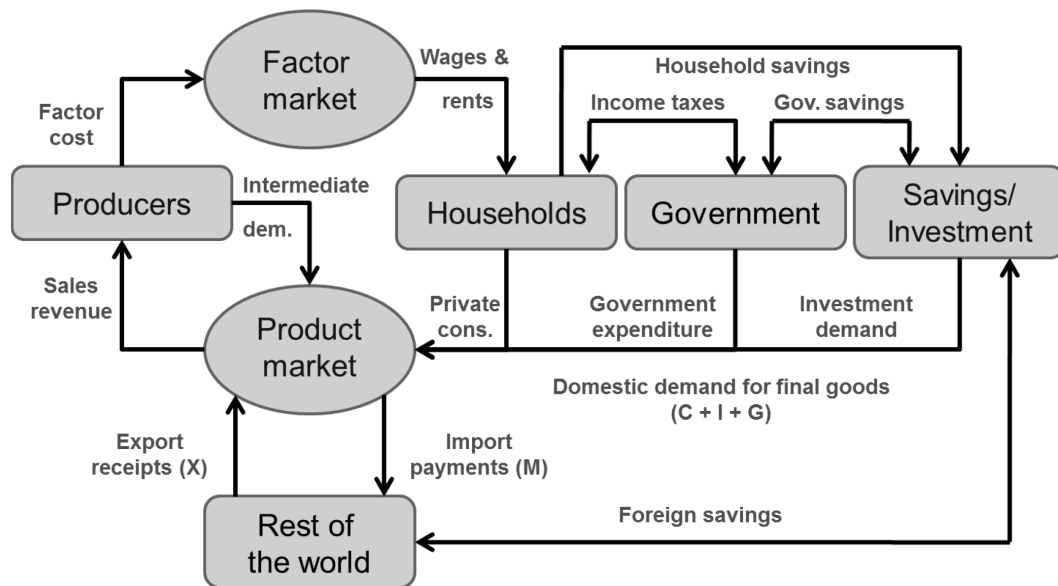 Factor
market
Wages &
rents
Household savings
Income taxes
Gov. savings
Factor
cost
Producers
Intermediate
dem.
Households
Government
Savings/
Investment
Sales
revenue
Product
market
Private
cons.
Government
expenditure
Investment
demand
Domestic demand for final goods
(C + I + G)
Export
receipts (X)
Import
payments (M)
Rest of
the world
Foreign savings